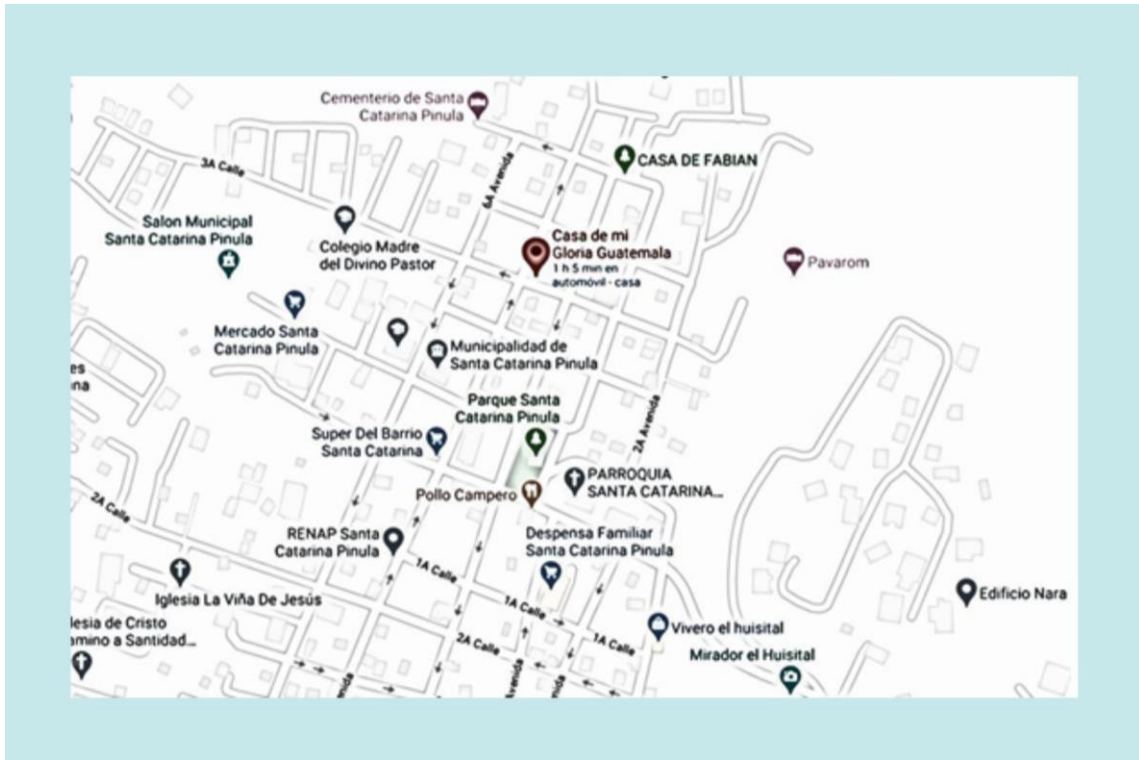 Cementerio de Santa
Catarina Pinula
CASA DE FABIAN
3A Calle
6A Avenida
Salon Municipal
Santa Catarina Pinula
Colegio Madre
del Divino Pastor
Casa de mi
Gloria Guatemala
1 h 5 min en
automóvil - casa
Pavarom
Mercado Santa
Catarina Pinula
Municipalidad de
Santa Catarina Pinula
es
na
Parque Santa
Catarina Pinula
2A Avenida
Super Del Barrio
Santa Catarina
PARROQUIA
SANTA CATARINA...
Pollo Campero
2A Calle
RENAP Santa
Catarina Pinula
Despensa Familiar
Santa Catarina Pinula
1A Calle
Iglesia La Viña De Jesús
1A Calle
Edificio Nara
lesia de Cristo
amino a Santidad...
2A Calle
1A Calle
Vivero el huisital
Mirador el Huisital
nida
Avenida
nida